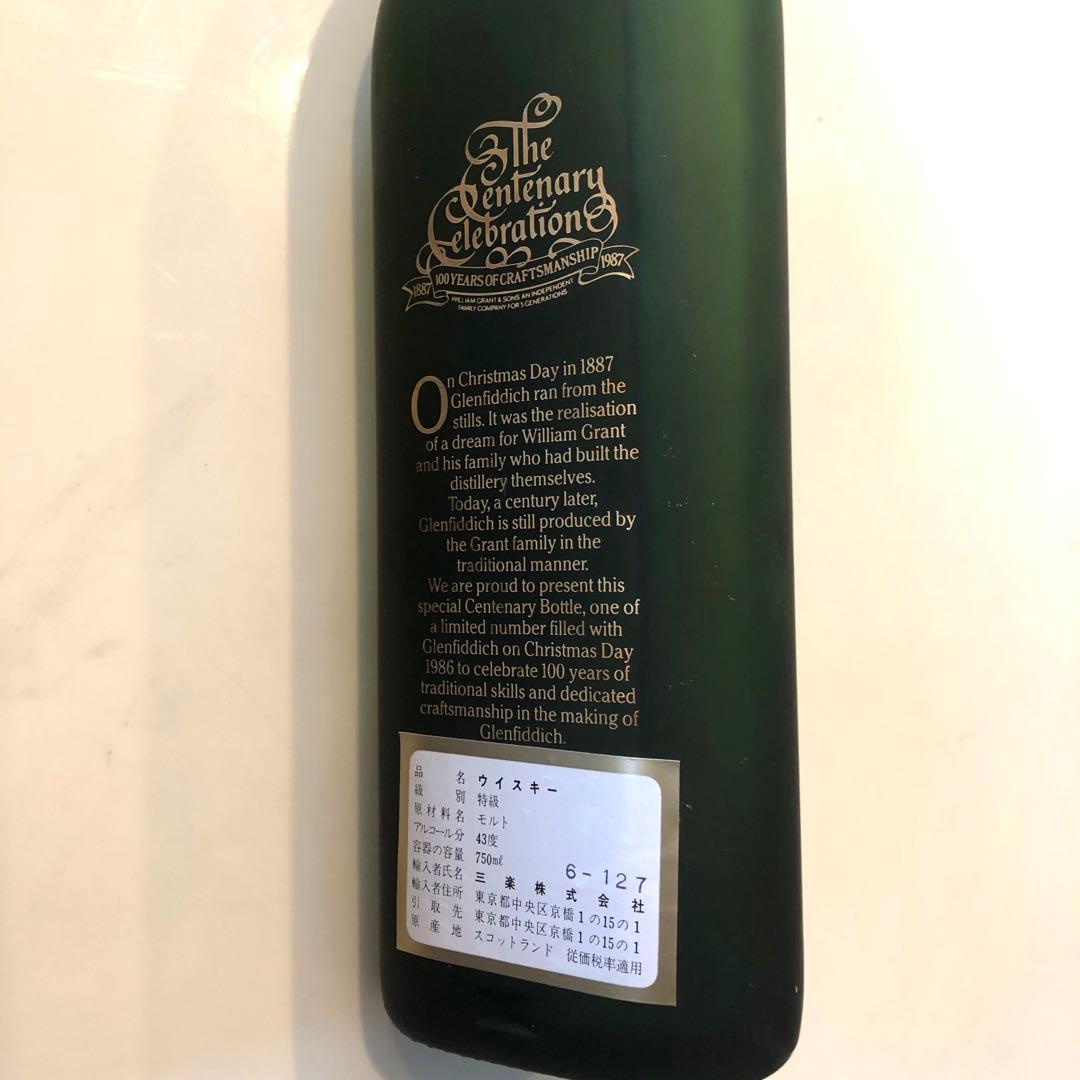 The
Centenary
Celebration
1887 100 YEARS OF CRAFTSMANSHIP 1987
WILLIAM GRANT & SONS AN INDEPENDENT
FAMILY COMPANY FOR 5 GENERATIONS
On Christmas Day in 1887
Glenfiddich ran from the
stills. It was the realisation
of a dream for William Grant
and his family who had built the
distillery themselves.
Today, a century later,
Glenfiddich is still produced by
the Grant family in the
traditional manner.
We are proud to present this
special Centenary Bottle, one of
a limited number filled with
Glenfiddich on Christmas Day
1986 to celebrate 100 years of
traditional skills and dedicated
craftsmanship in the making of
Glenfiddich.
品名 ウイスキー
級別 特級
原材料名 モルト
アルコール分 43度
容器の容量 750ml 6-127
輸入者氏名 三楽株式会社
輸入者住所 東京都中央区京橋1の15の1
引取先 東京都中央区京橋1の15の1
原産地 スコットランド 従価税率適用